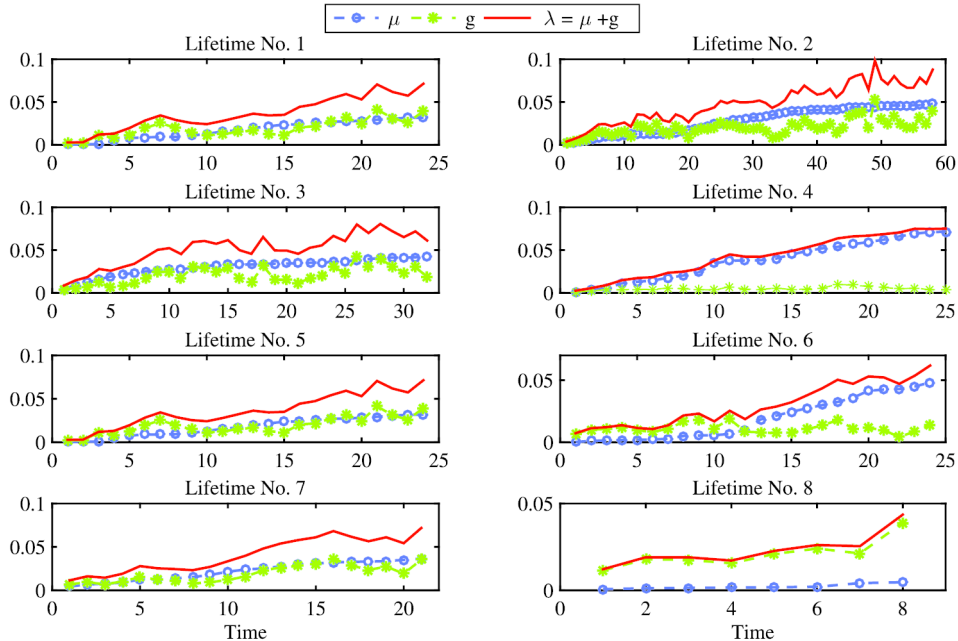 μ g λ = μ +g
Lifetime No. 1
0.1
0.05
0
0 5 10 15 20 25
Lifetime No. 2
0.1
0.05
0
0 10 20 30 40 50 60
Lifetime No. 3
0.1
0.05
0
0 5 10 15 20 25 30
Lifetime No. 4
0.1
0.05
0
0 5 10 15 20 25
Lifetime No. 5
0.1
0.05
0
0 5 10 15 20 25
Lifetime No. 6
0.05
0
0 5 10 15 20 25
Lifetime No. 7
0.1
0.05
0
0 5 10 15 20
Time
Lifetime No. 8
0.05
0
0 2 4 6 8
Time